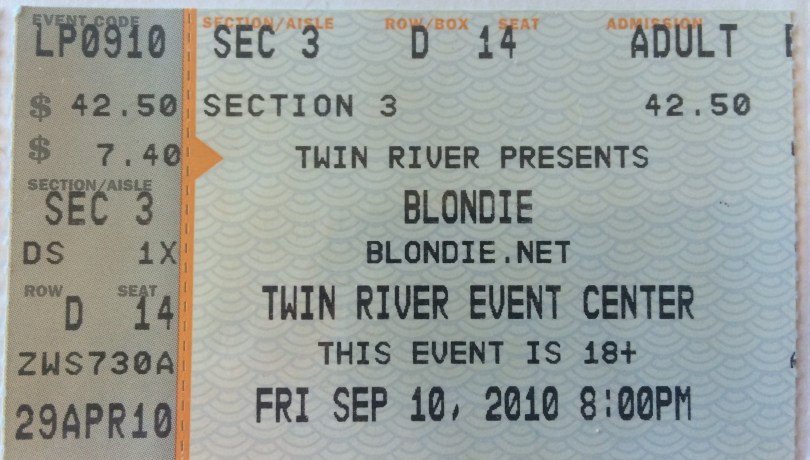 EVENT CODE
LP0910
$ 42.50
$ 7.40
SECTION/AISLE
SEC 3
DS 1X
ROW SEAT
D 14
ZWS730A
29APR10
SECTION/AISLE ROW/BOX SEAT ADMISSION
SEC 3 D 14 ADULT
SECTION 3 42.50
TWIN RIVER PRESENTS
BLONDIE
BLONDIE.NET
TWIN RIVER EVENT CENTER
THIS EVENT IS 18+
FRI SEP 10, 2010 8:00PM